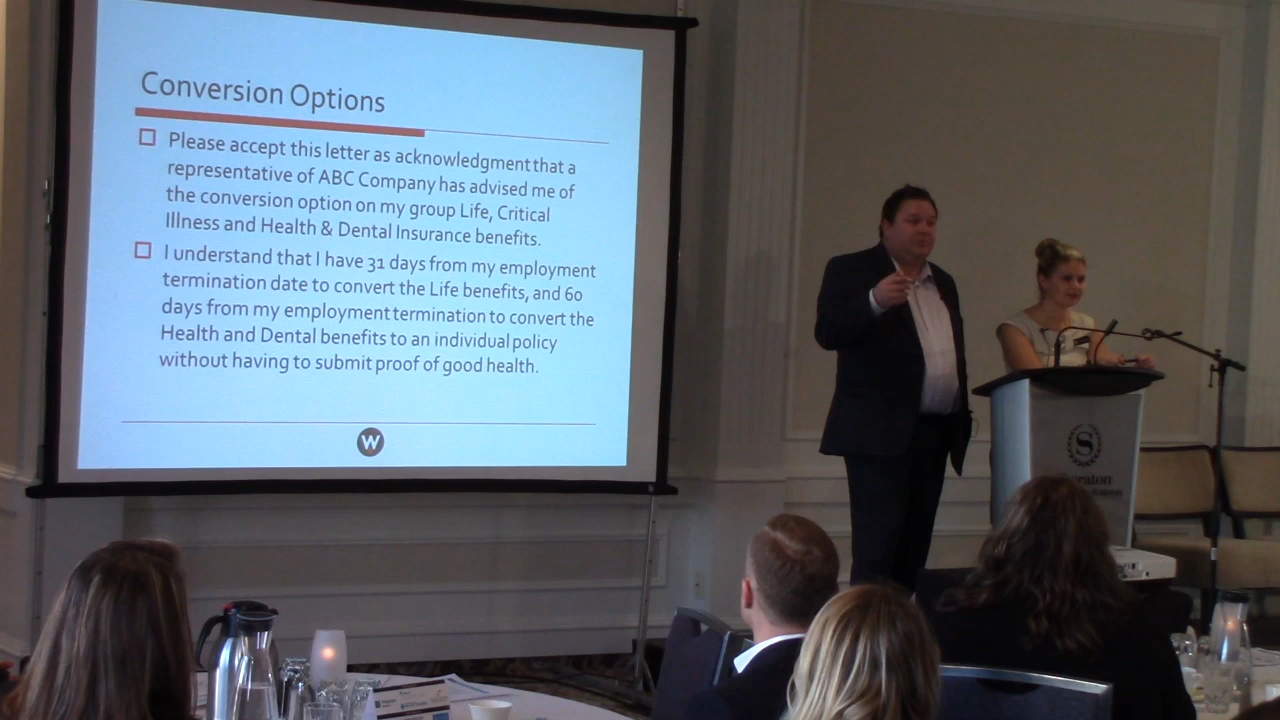 Conversion Options
Please accept this letter as acknowledgment that a
representative of ABC Company has advised me of
the conversion option on my group Life, Critical
Illness and Health & Dental Insurance benefits.
I understand that I have 31 days from my employment
termination date to convert the Life benefits, and 60
days from my employment termination to convert the
Health and Dental benefits to an individual policy
without having to submit proof of good health.
W
S